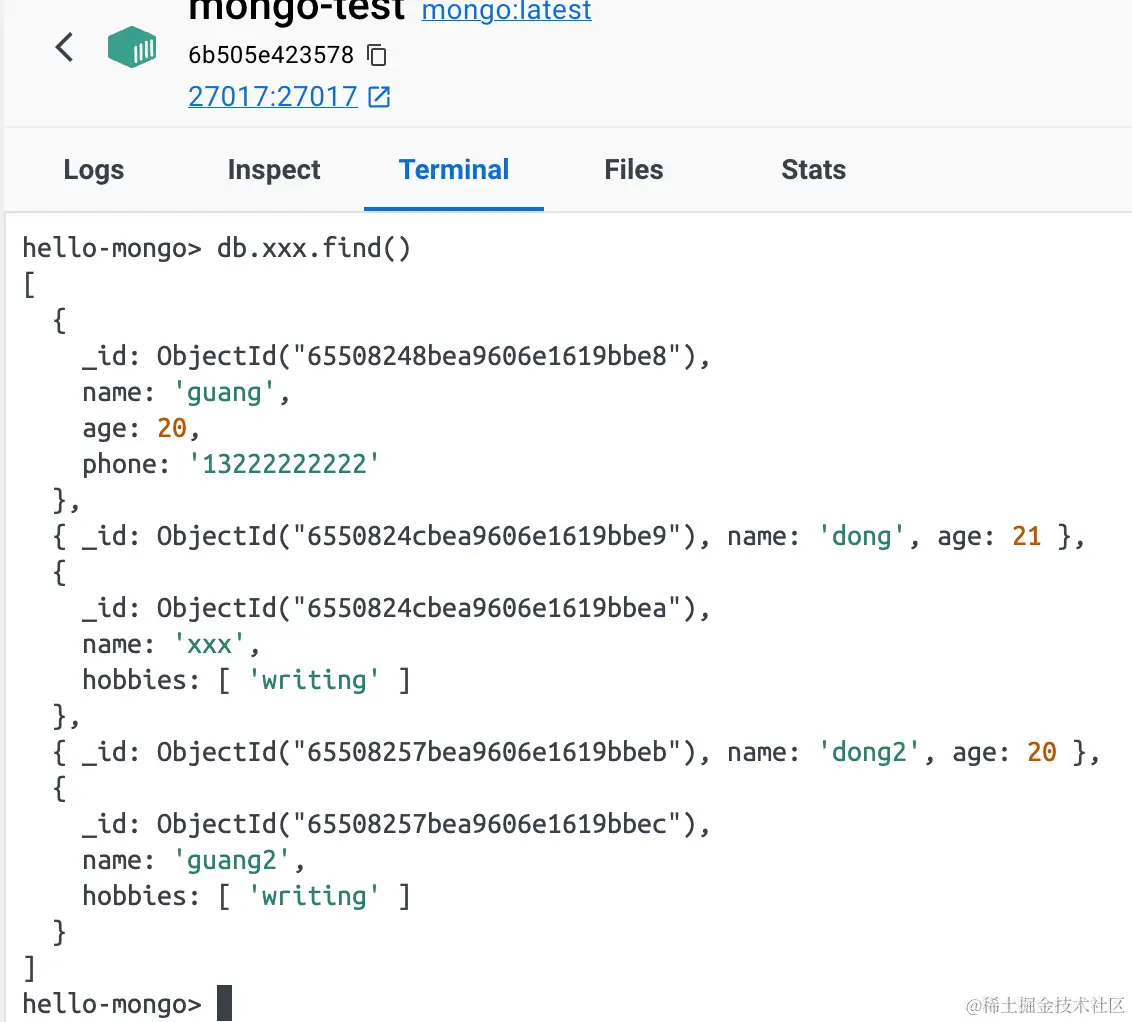 mongo-test mongo:latest
6b505e423578
27017:27017
Logs Inspect Terminal Files Stats
hello-mongo> db.xxx.find()
[
  {
    _id: ObjectId("65508248bea9606e1619bbe8"),
    name: 'guang',
    age: 20,
    phone: '13222222222'
  },
  { _id: ObjectId("6550824cbea9606e1619bbe9"), name: 'dong', age: 21 },
  {
    _id: ObjectId("6550824cbea9606e1619bbea"),
    name: 'xxx',
    hobbies: [ 'writing' ]
  },
  { _id: ObjectId("65508257bea9606e1619bbeb"), name: 'dong2', age: 20 },
  {
    _id: ObjectId("65508257bea9606e1619bbec"),
    name: 'guang2',
    hobbies: [ 'writing' ]
  }
]
hello-mongo>
@稀土掘金技术社区